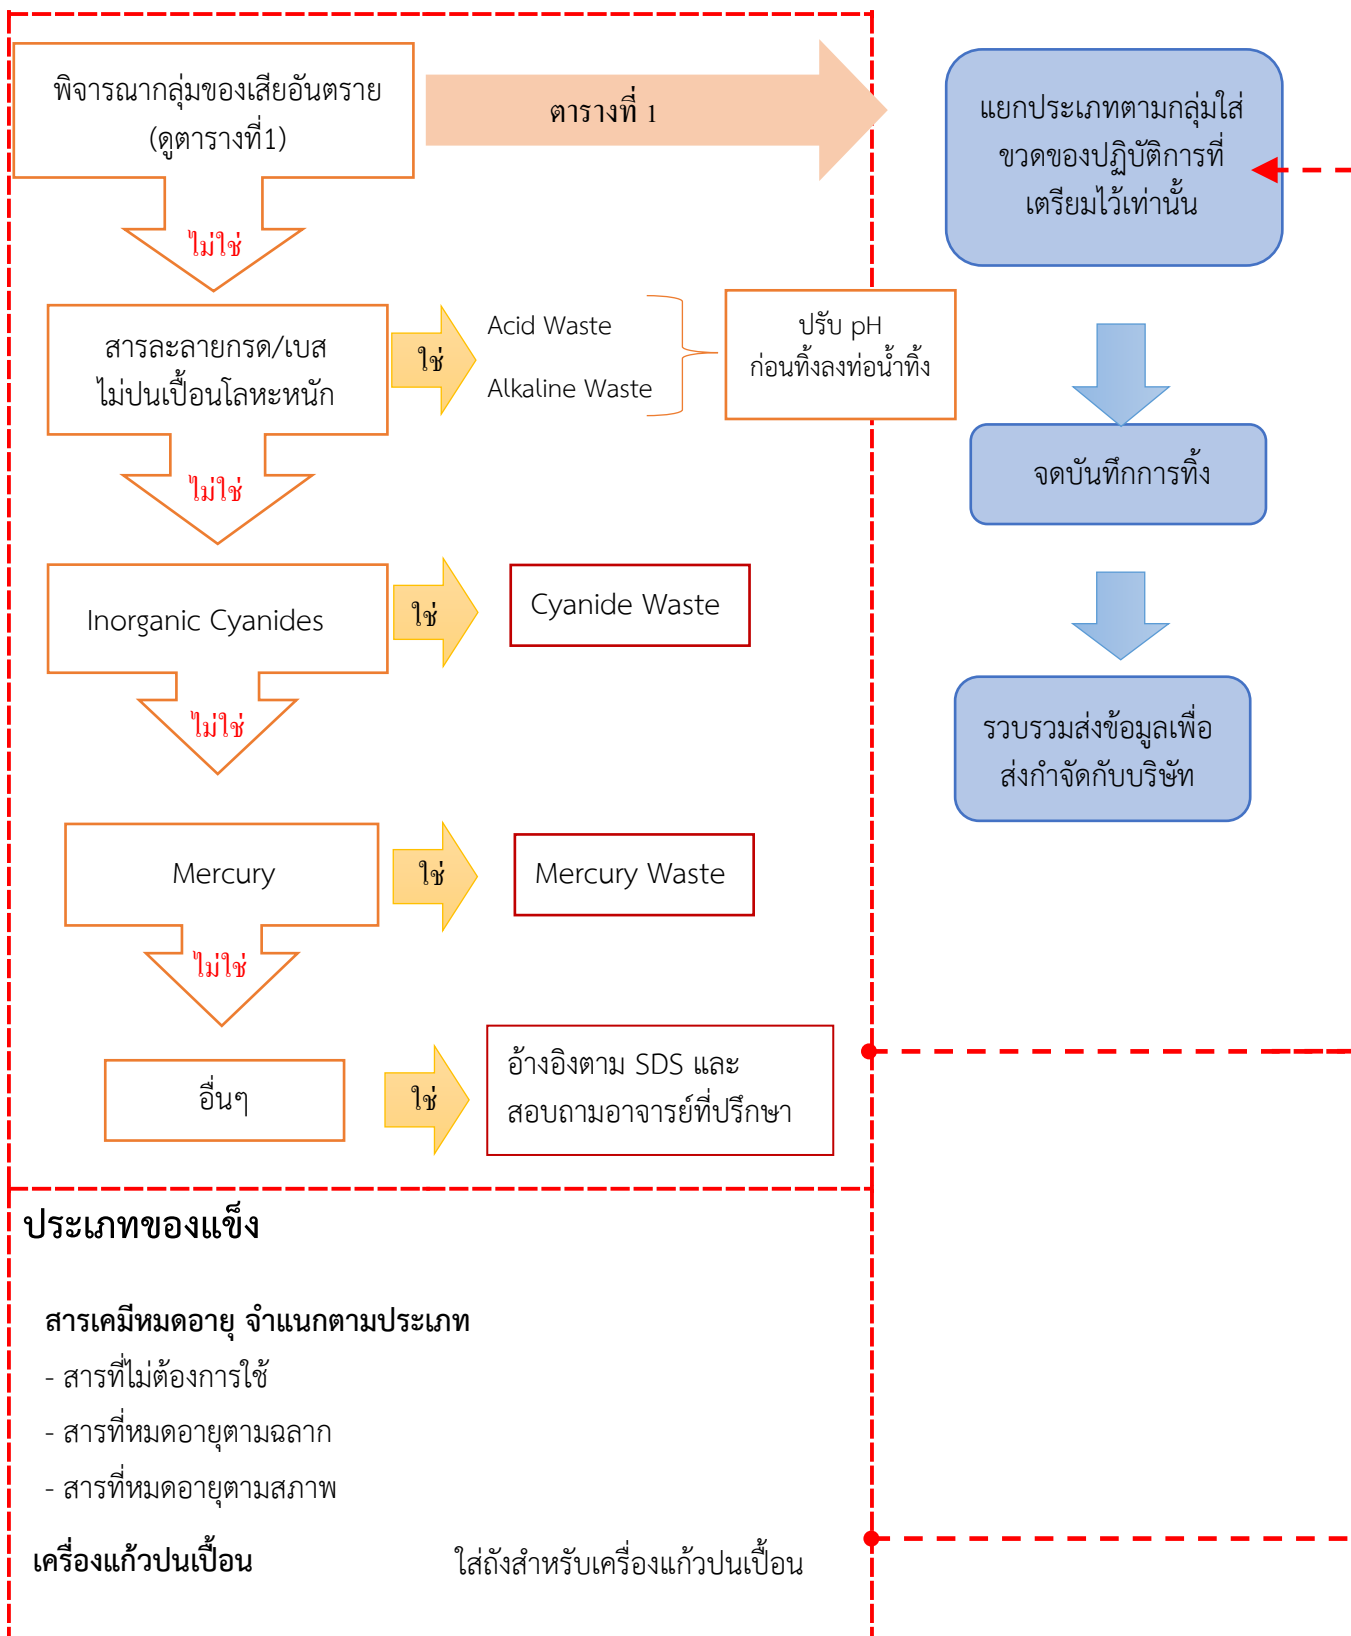 พิจารณากลุ่มของเสียอันตราย
(ดูตารางที่1)
ตารางที่ 1
แยกประเภทตามกลุ่มใส่
ขวดของปฏิบัติการที่
เตรียมไว้เท่านั้น
ไม่ใช่
สารละลายกรด/เบส
ไม่ปนเปื้อนโลหะหนัก
ใช่
Acid Waste
Alkaline Waste
ปรับ pH
ก่อนทิ้งลงท่อน้ำทิ้ง
จดบันทึกการทิ้ง
ไม่ใช่
Inorganic Cyanides
ใช่
Cyanide Waste
ไม่ใช่
รวบรวมส่งข้อมูลเพื่อ
ส่งกำจัดกับบริษัท
Mercury
ใช่
Mercury Waste
ไม่ใช่
อื่นๆ
ใช่
อ้างอิงตาม SDS และ
สอบถามอาจารย์ที่ปรึกษา
ประเภทของแข็ง
สารเคมีหมดอายุ จำแนกตามประเภท
- สารที่ไม่ต้องการใช้
- สารที่หมดอายุตามฉลาก
- สารที่หมดอายุตามสภาพ
เครื่องแก้วปนเปื้อน ใส่ถังสำหรับเครื่องแก้วปนเปื้อน